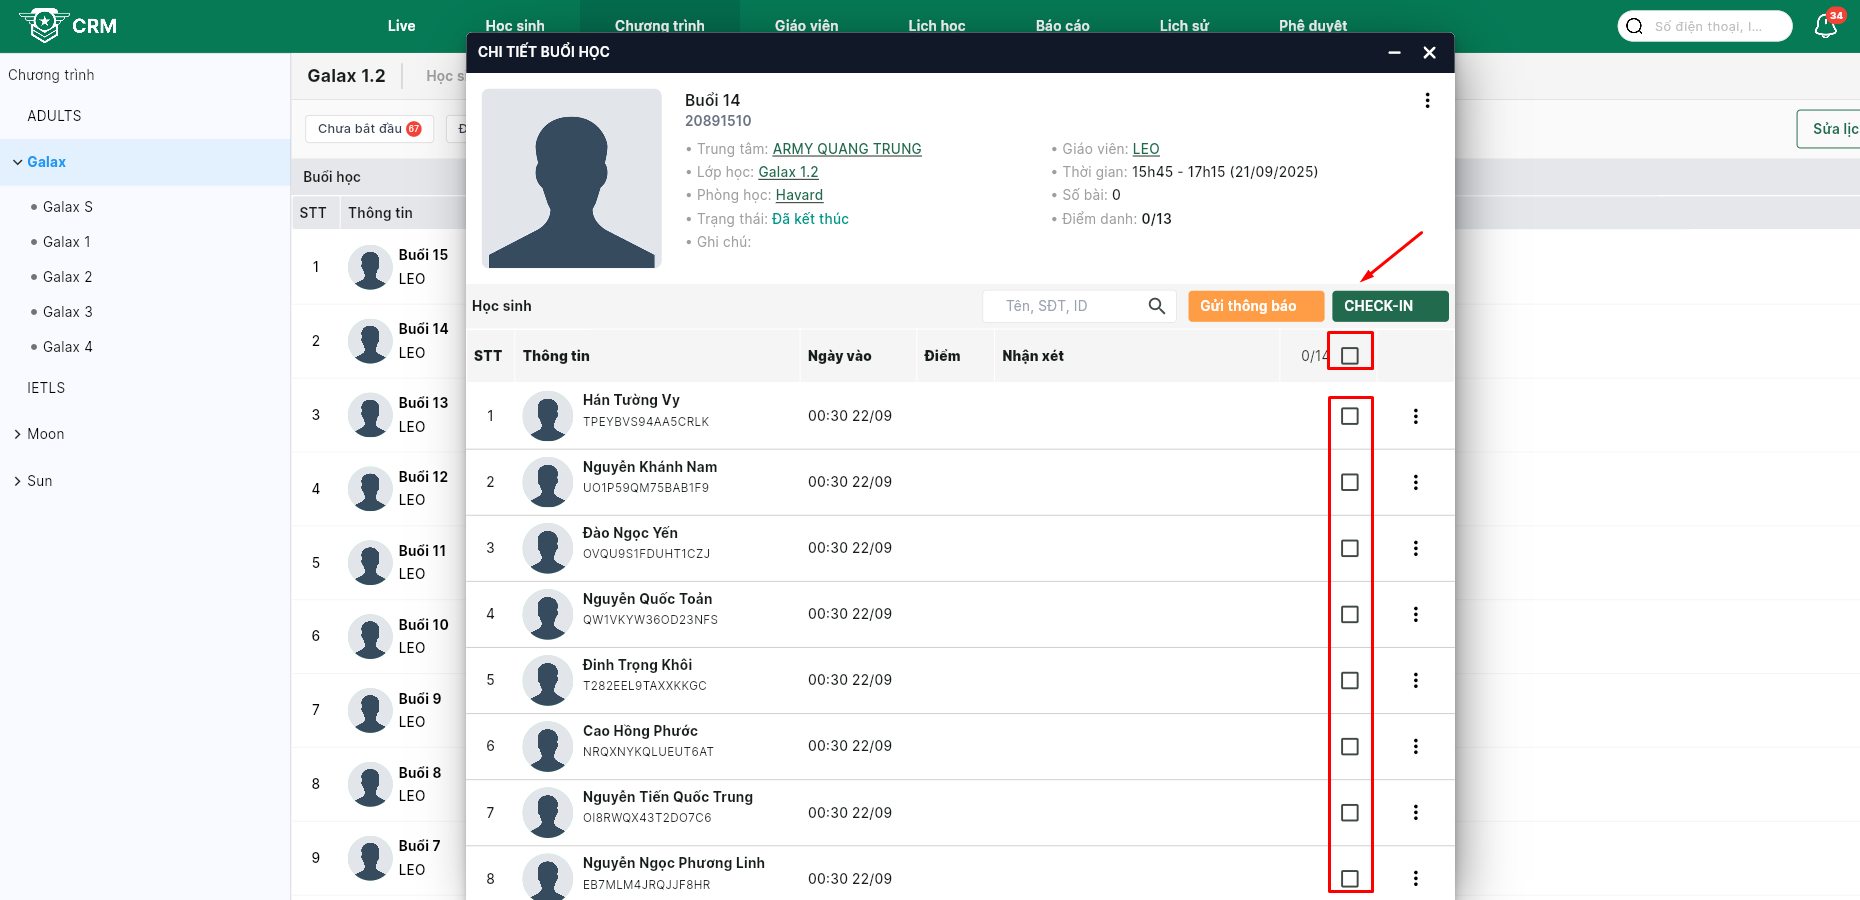 CRM
Live
Học sinh
Chương trình
Giáo viên
Lịch học
Báo cáo
Lịch sử
Phê duyệt
Số điện thoại, I...
34
Chương trình
ADULTS
Galax
Galax S
Galax 1
Galax 2
Galax 3
Galax 4
IETLS
Moon
Sun
Galax 1.2
Học s
Chưa bắt đầu 67
Sửa lịc
Buổi học
STT Thông tin
1 Buổi 15
LEO
2 Buổi 14
LEO
3 Buổi 13
LEO
4 Buổi 12
LEO
5 Buổi 11
LEO
6 Buổi 10
LEO
7 Buổi 9
LEO
8 Buổi 8
LEO
9 Buổi 7
LEO
CHI TIẾT BUỔI HỌC
Buổi 14
20891510
• Trung tâm: ARMY QUANG TRUNG
• Lớp học: Galax 1.2
• Phòng học: Havard
• Trạng thái: Đã kết thúc
• Ghi chú:
• Giáo viên: LEO
• Thời gian: 15h45 - 17h15 (21/09/2025)
• Số bài: 0
• Điểm danh: 0/13
Học sinh
Tên, SĐT, ID
Gửi thông báo
CHECK-IN
STT Thông tin Ngày vào Điểm Nhận xét 0/14
1 Hán Tường Vy 00:30 22/09
TPEYBVS94AA5CRLK
2 Nguyễn Khánh Nam 00:30 22/09
UO1P59QM75BAB1F9
3 Đào Ngọc Yến 00:30 22/09
OVQU9S1FDUHT1CZJ
4 Nguyễn Quốc Toản 00:30 22/09
QW1VKYW36OD23NFS
5 Đinh Trọng Khôi 00:30 22/09
T282EEL9TAXXKKGC
6 Cao Hồng Phước 00:30 22/09
NRQXNYKQLUEUT6AT
7 Nguyễn Tiến Quốc Trung 00:30 22/09
OI8RWQX43T2DO7C6
8 Nguyễn Ngọc Phương Linh 00:30 22/09
EB7MLM4JRQJJF8HR